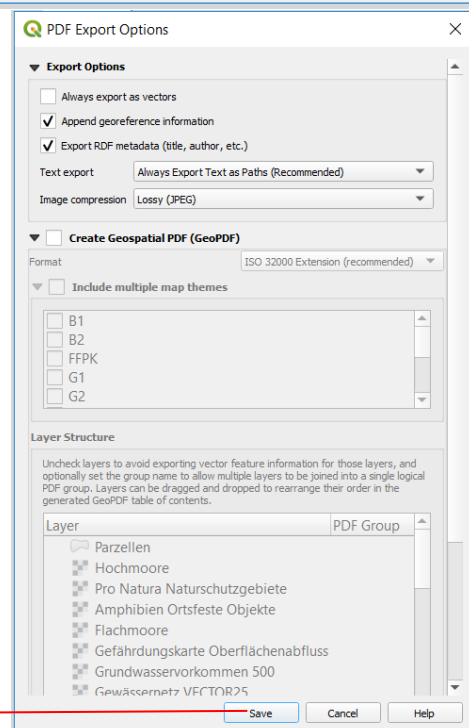 PDF Export Options
Export Options
Always export as vectors
Append georeference information
Export RDF metadata (title, author, etc.)
Text export Always Export Text as Paths (Recommended)
Image compression Lossy (JPEG)
Create Geospatial PDF (GeoPDF)
Format ISO 32000 Extension (recommended)
Include multiple map themes
B1
B2
FFPK
G1
G2
Layer Structure
Uncheck layers to avoid exporting vector feature information for those layers, and
optionally set the group name to allow multiple layers to be joined into a single logical
PDF group. Layers can be dragged and dropped to rearrange their order in the
generated GeoPDF table of contents.
Layer PDF Group
Parzellen
Hochmoore
Pro Natura Naturschutzgebiete
Amphibien Ortsfeste Objekte
Flachmoore
Gefährdungskarte Oberflächenabfluss
Grundwasservorkommen 500
Gewässernetz VECTOR25
Save Cancel Help